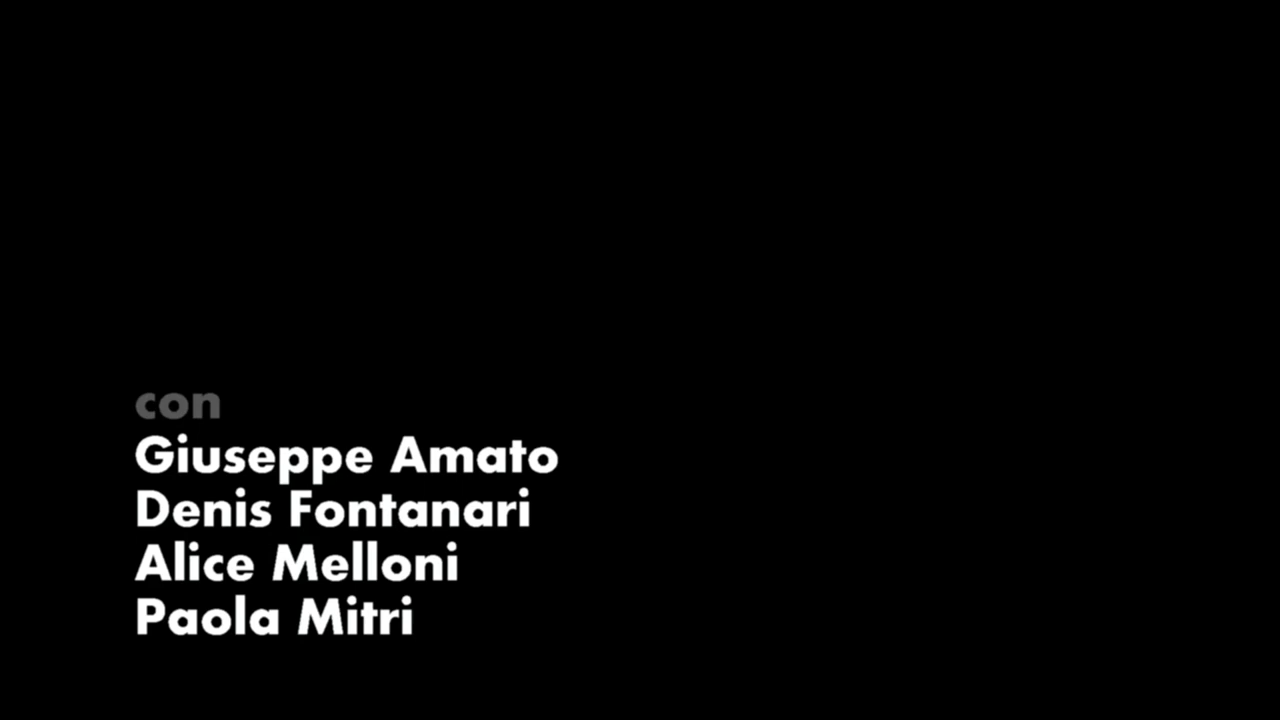 con
Giuseppe Amato
Denis Fontanari
Alice Melloni
Paola Mitri